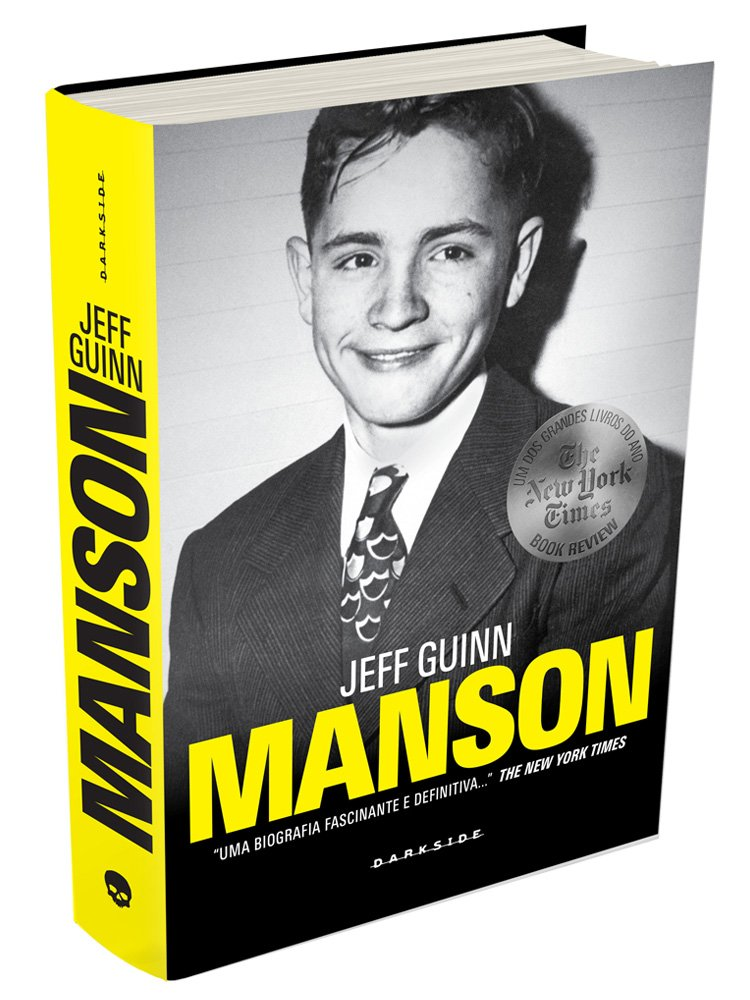 DARKSIDE
JEFF
GUINN
MANSON
UM DOS GRANDES LIVROS DO ANO
The
New York
Times
BOOK REVIEW
JEFF GUINN
MANSON
“UMA BIOGRAFIA FASCINANTE E DEFINITIVA...” THE NEW YORK TIMES
DARKSIDE